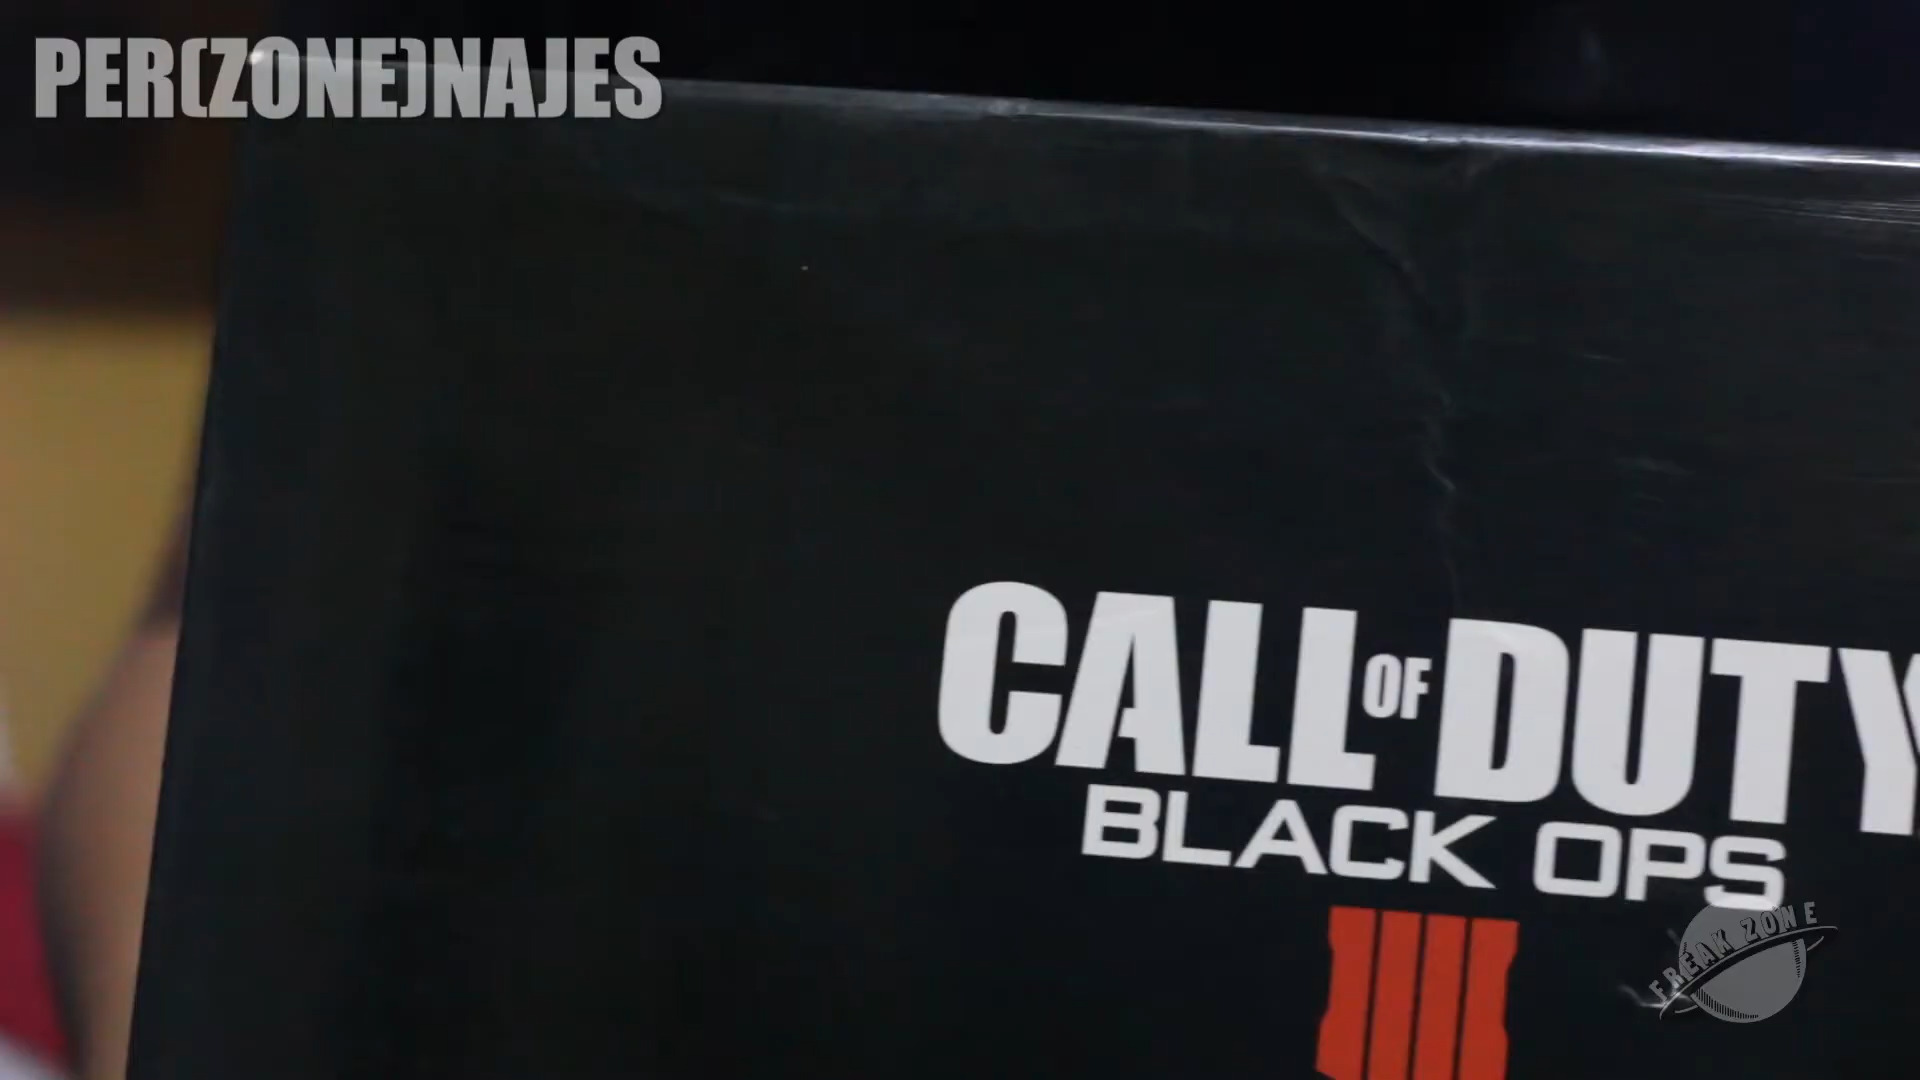 PER(ZONE)NAJES
CALL OF DUTY
BLACK OPS
IIII
FREAK ZONE